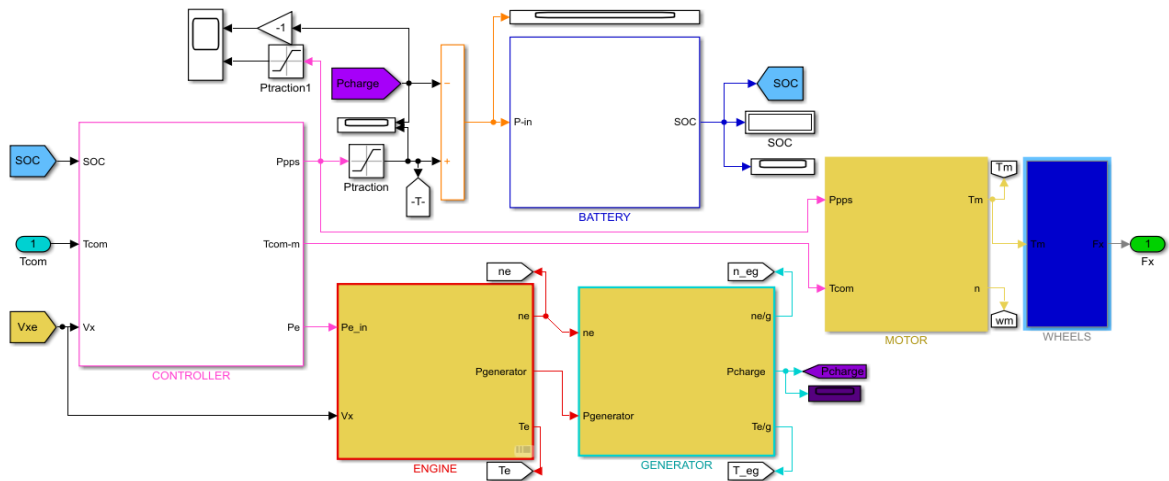 -1
Ptraction1
Pcharge
−
+
P-in
SOC
BATTERY
SOC
SOC
SOC
SOC
Ppps
Ptraction
-T-
1
Tcom
Tcom
Tcom-m
Vxe
Vx
Pe
CONTROLLER
Pe_in
Vx
ne
Pgenerator
Te
ENGINE
ne
Te
ne
Pgenerator
ne/g
Pcharge
Te/g
GENERATOR
n_eg
Pcharge
T_eg
Ppps
Tcom
Tm
n
MOTOR
Tm
wm
Tm
Fx
WHEELS
1
Fx